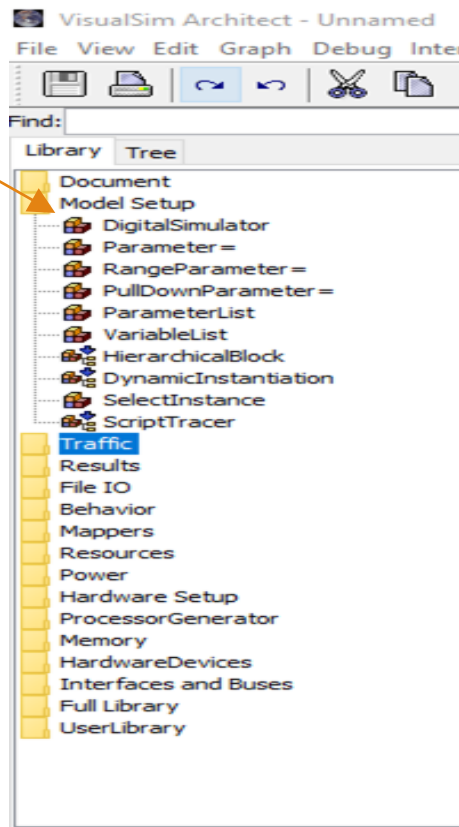 VisualSim Architect - Unnamed
File View Edit Graph Debug Inte
Find:
Library Tree
Document
Model Setup
DigitalSimulator
Parameter=
RangeParameter=
PullDownParameter=
ParameterList
VariableList
HierarchicalBlock
DynamicInstantiation
SelectInstance
ScriptTracer
Traffic
Results
File IO
Behavior
Mappers
Resources
Power
Hardware Setup
ProcessorGenerator
Memory
HardwareDevices
Interfaces and Buses
Full Library
UserLibrary